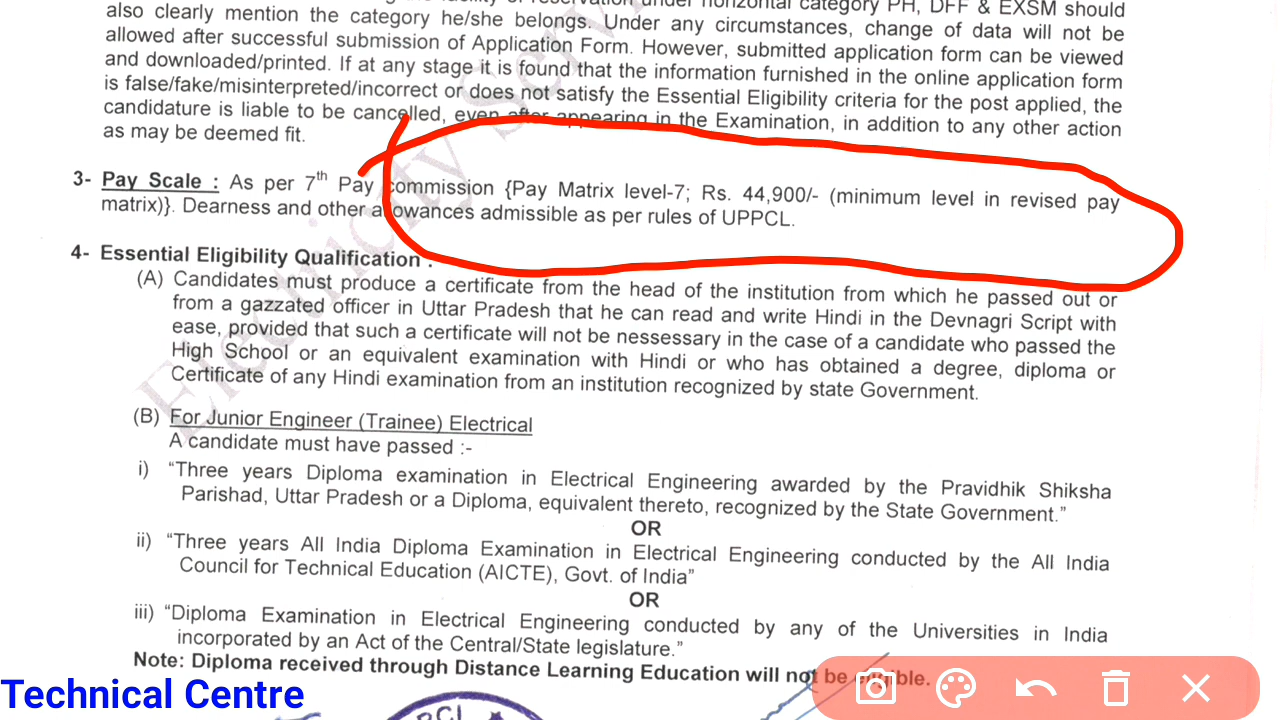 reservation under horizontal category PH, DFF & EXSM should
also clearly mention the category he/she belongs. Under any circumstances, change of data will not be
allowed after successful submission of Application Form. However, submitted application form can be viewed
and downloaded/printed. If at any stage it is found that the information furnished in the online application form
is false/fake/misinterpreted/incorrect or does not satisfy the Essential Eligibility criteria for the post applied, the
candidature is liable to be cancelled, even after appearing in the Examination, in addition to any other action
as may be deemed fit.
3- Pay Scale : As per 7th Pay commission {Pay Matrix level-7; Rs. 44,900/- (minimum level in revised pay
matrix)}. Dearness and other allowances admissible as per rules of UPPCL.
4- Essential Eligibility Qualification :
(A) Candidates must produce a certificate from the head of the institution from which he passed out or
from a gazzated officer in Uttar Pradesh that he can read and write Hindi in the Devnagri Script with
ease, provided that such a certificate will not be nessessary in the case of a candidate who passed the
High School or an equivalent examination with Hindi or who has obtained a degree, diploma or
Certificate of any Hindi examination from an institution recognized by state Government.
(B) For Junior Engineer (Trainee) Electrical
A candidate must have passed :-
i) “Three years Diploma examination in Electrical Engineering awarded by the Pravidhik Shiksha
Parishad, Uttar Pradesh or a Diploma, equivalent thereto, recognized by the State Government.”
OR
ii) “Three years All India Diploma Examination in Electrical Engineering conducted by the All India
Council for Technical Education (AICTE), Govt. of India”
OR
iii) “Diploma Examination in Electrical Engineering conducted by any of the Universities in India
incorporated by an Act of the Central/State legislature.”
Note: Diploma received through Distance Learning Education will not be eligible.
Electricity Serv
Technical Centre